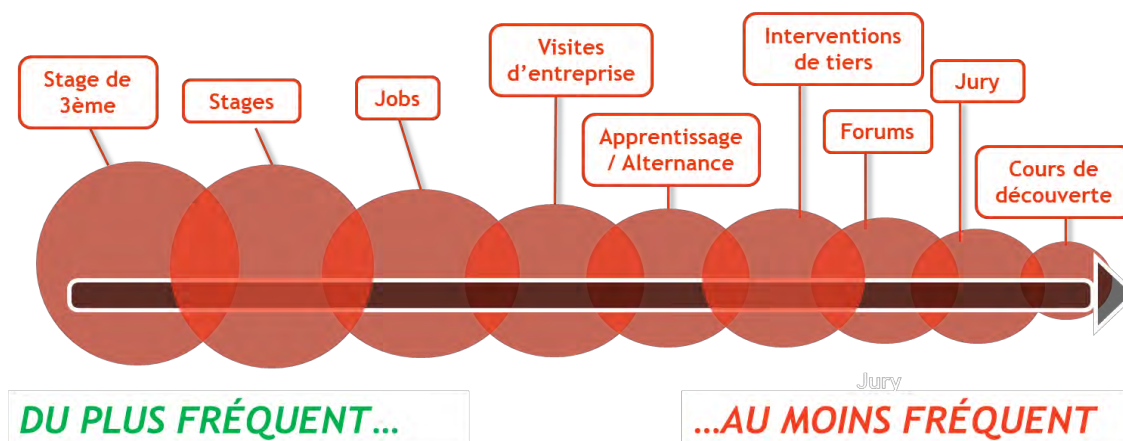 Stage de
3ème
Stages
Jobs
Visites
d’entreprise
Apprentissage
/ Alternance
Interventions
de tiers
Forums
Jury
Cours de
découverte
Jury
DU PLUS FRÉQUENT…
…AU MOINS FRÉQUENT